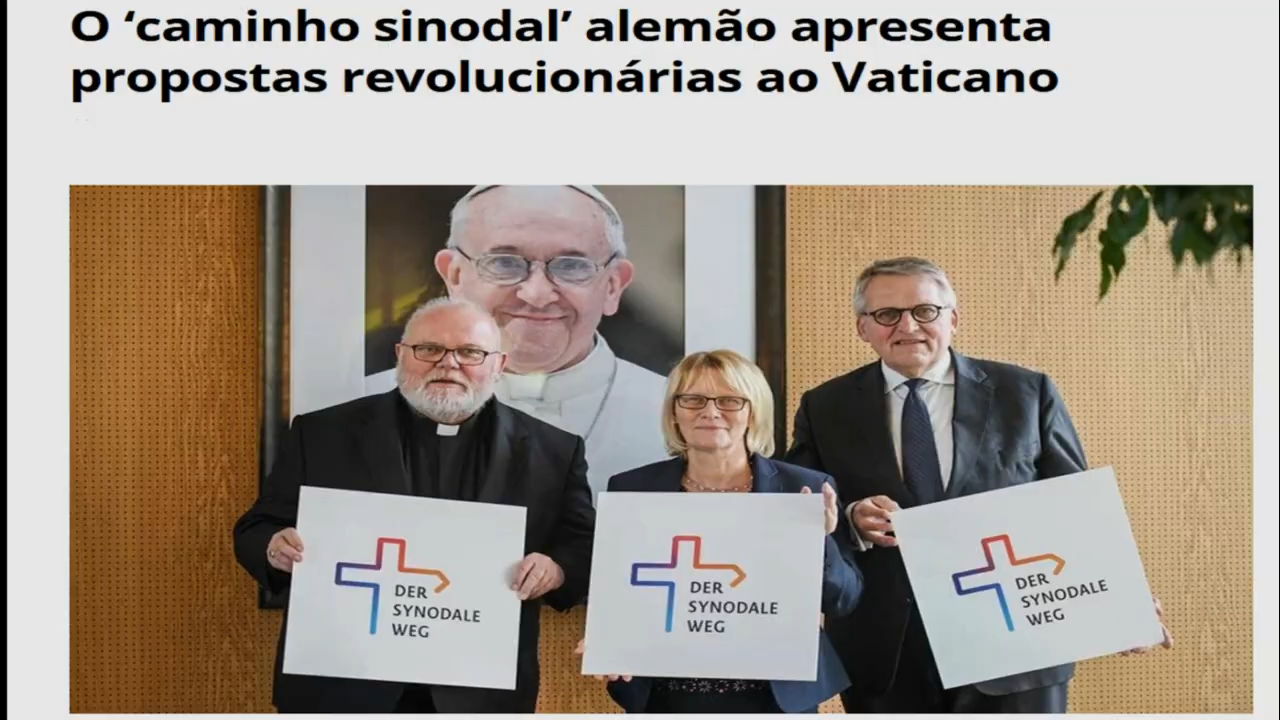 O ‘caminho sinodal’ alemão apresenta
propostas revolucionárias ao Vaticano
DER
SYNODALE
WEG
DER
SYNODALE
WEG
DER
SYNODALE
WEG